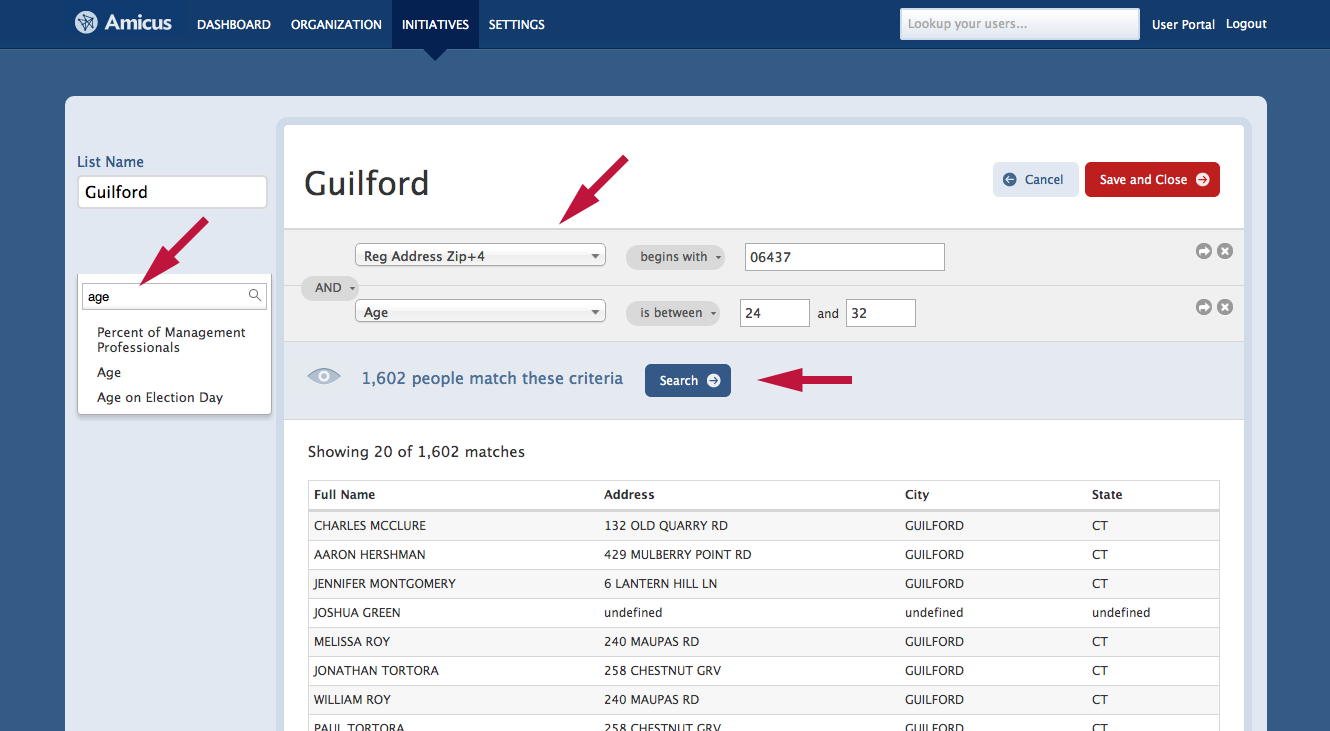 Amicus DASHBOARD ORGANIZATION INITIATIVES SETTINGS Lookup your users... User Portal Logout
List Name
Guilford
age
Percent of Management
Professionals
Age
Age on Election Day
Guilford
Cancel Save and Close
Reg Address Zip+4 begins with 06437
AND
Age is between 24 and 32
1,602 people match these criteria Search
Showing 20 of 1,602 matches
Full Name Address City State
CHARLES MCCLURE 132 OLD QUARRY RD GUILFORD CT
AARON HERSHMAN 429 MULBERRY POINT RD GUILFORD CT
JENNIFER MONTGOMERY 6 LANTERN HILL LN GUILFORD CT
JOSHUA GREEN undefined undefined undefined
MELISSA ROY 240 MAUPAS RD GUILFORD CT
JONATHAN TORTORA 258 CHESTNUT GRV GUILFORD CT
WILLIAM ROY 240 MAUPAS RD GUILFORD CT
PAUL TORTORA 258 CHESTNUT GRV GUILFORD CT